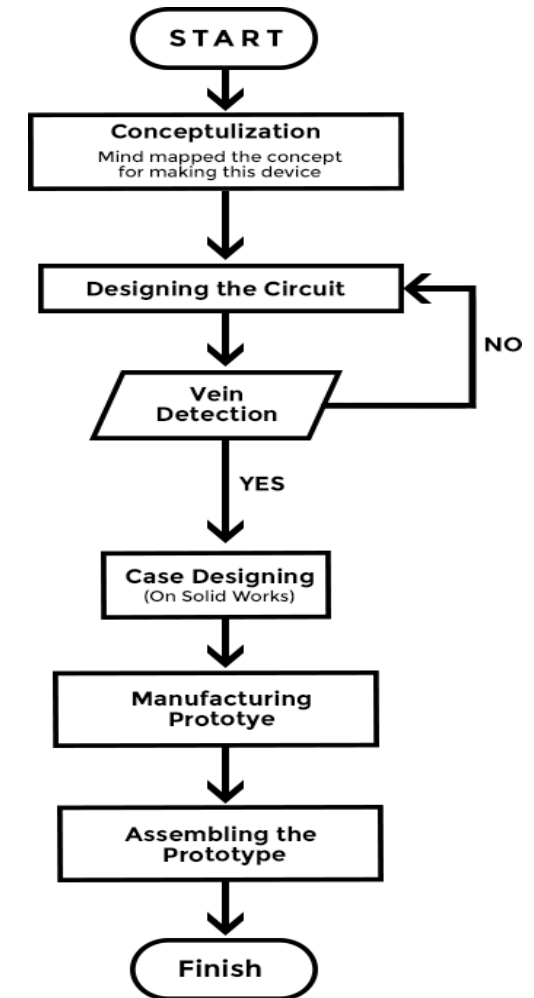 START
Conceptulization
Mind mapped the concept
for making this device
Designing the Circuit
NO
Vein
Detection
YES
Case Designing
(On Solid Works)
Manufacturing
Prototye
Assembling the
Prototype
Finish